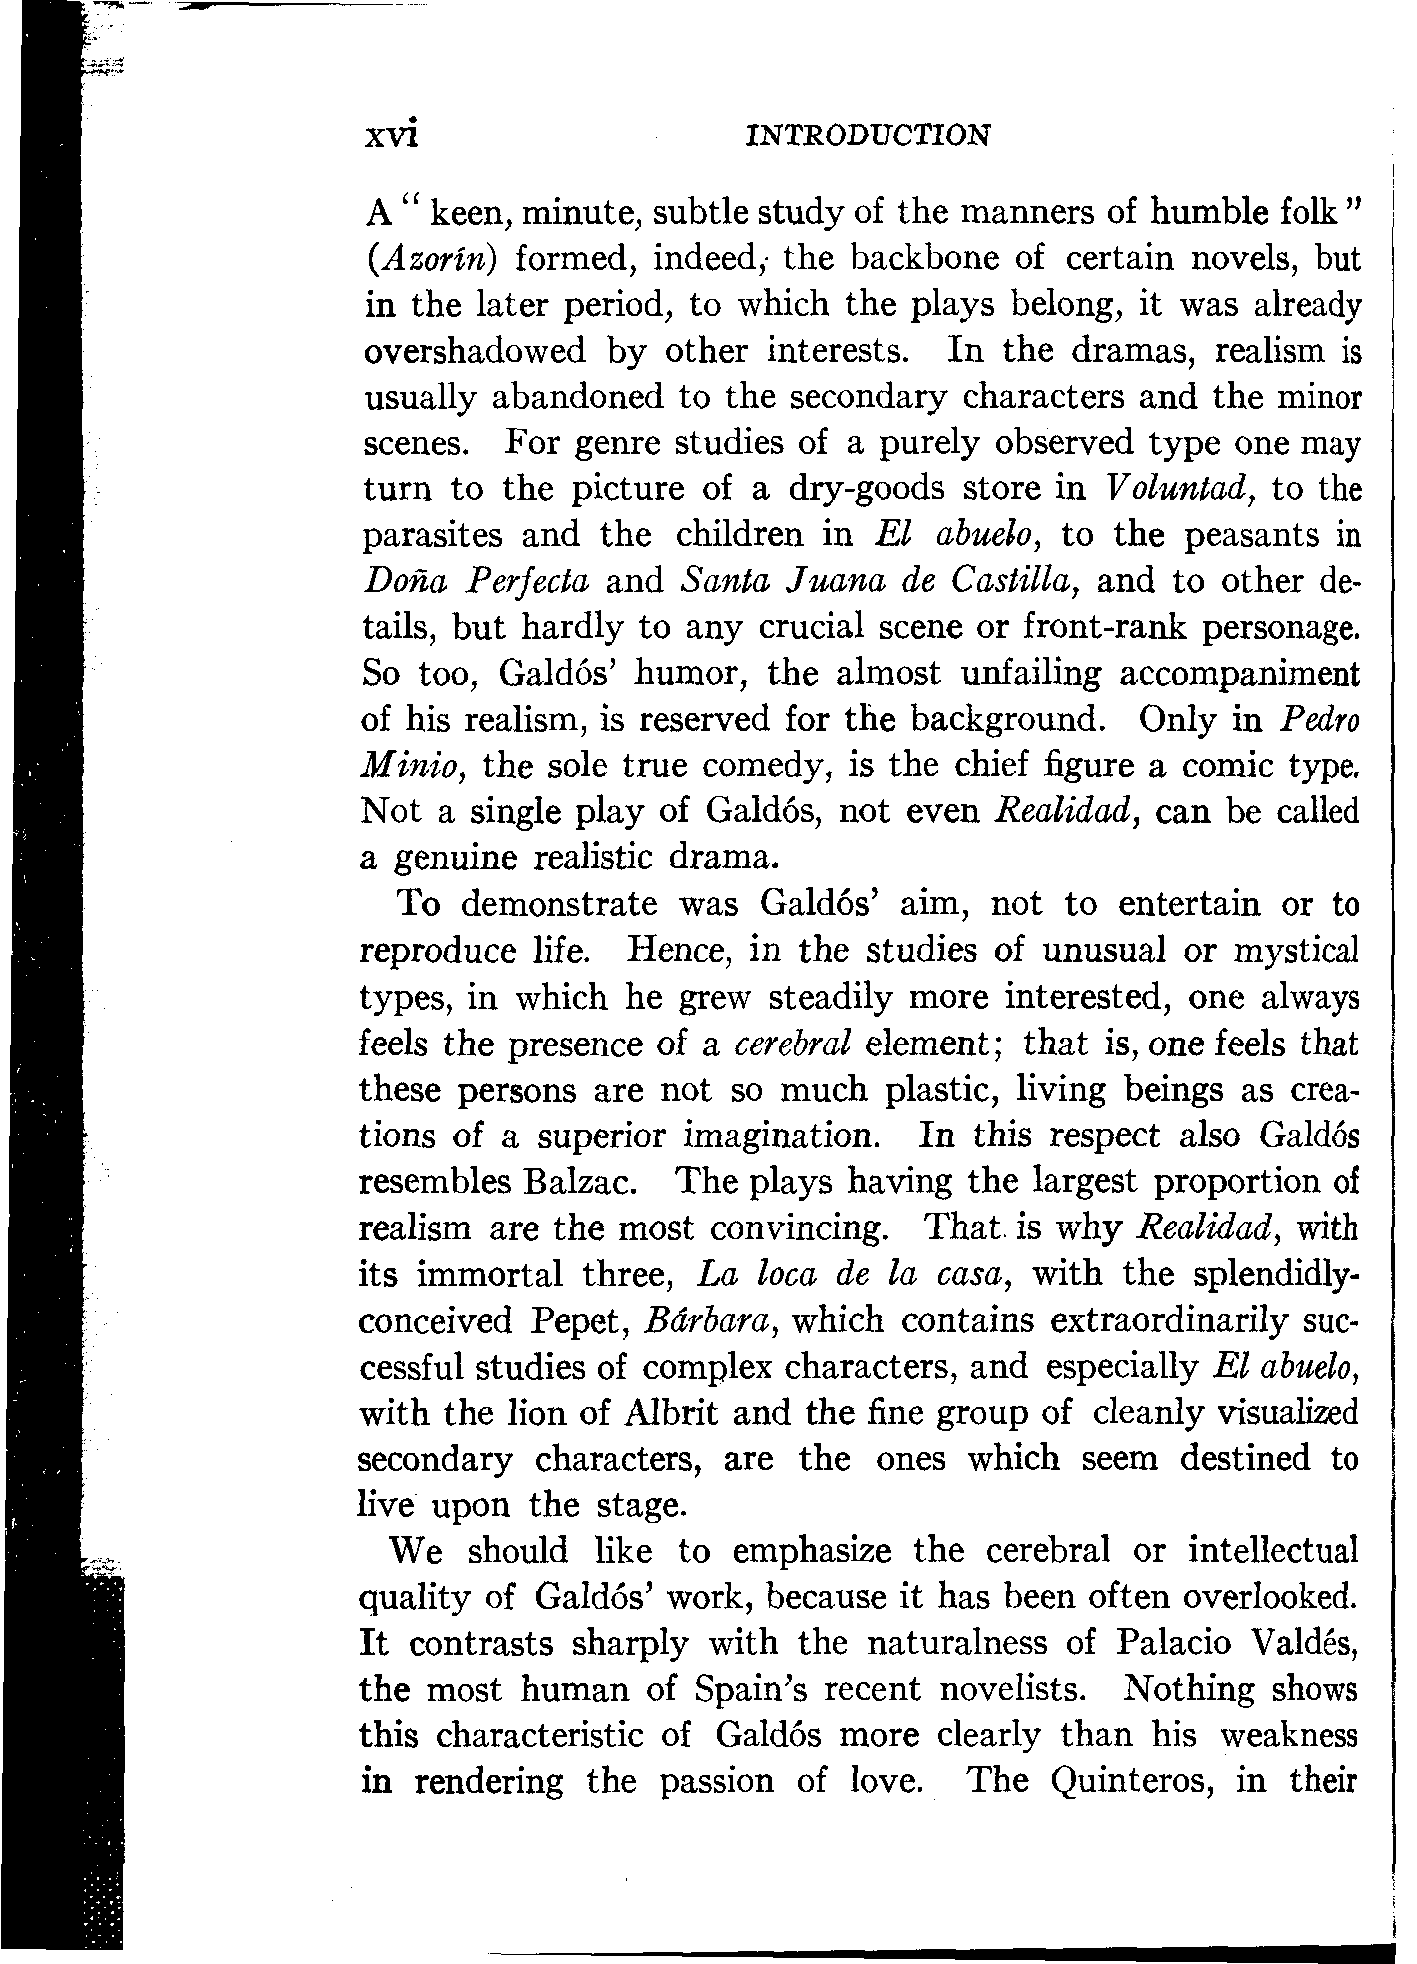 xvi INTRODUCTION
A “ keen, minute, subtle study of the manners of humble folk ”
(Azorín) formed, indeed, the backbone of certain novels, but
in the later period, to which the plays belong, it was already
overshadowed by other interests. In the dramas, realism is
usually abandoned to the secondary characters and the minor
scenes. For genre studies of a purely observed type one may
turn to the picture of a dry-goods store in Voluntad, to the
parasites and the children in El abuelo, to the peasants in
Doña Perfecta and Santa Juana de Castilla, and to other de-
tails, but hardly to any crucial scene or front-rank personage.
So too, Galdós’ humor, the almost unfailing accompaniment
of his realism, is reserved for the background. Only in Pedro
Minio, the sole true comedy, is the chief figure a comic type.
Not a single play of Galdós, not even Realidad, can be called
a genuine realistic drama.
To demonstrate was Galdós’ aim, not to entertain or to
reproduce life. Hence, in the studies of unusual or mystical
types, in which he grew steadily more interested, one always
feels the presence of a cerebral element; that is, one feels that
these persons are not so much plastic, living beings as crea-
tions of a superior imagination. In this respect also Galdós
resembles Balzac. The plays having the largest proportion of
realism are the most convincing. That is why Realidad, with
its immortal three, La loca de la casa, with the splendidly-
conceived Pepet, Bárbara, which contains extraordinarily suc-
cessful studies of complex characters, and especially El abuelo,
with the lion of Albrit and the fine group of cleanly visualized
secondary characters, are the ones which seem destined to
live upon the stage.
We should like to emphasize the cerebral or intellectual
quality of Galdós’ work, because it has been often overlooked.
It contrasts sharply with the naturalness of Palacio Valdés,
the most human of Spain’s recent novelists. Nothing shows
this characteristic of Galdós more clearly than his weakness
in rendering the passion of love. The Quinteros, in their